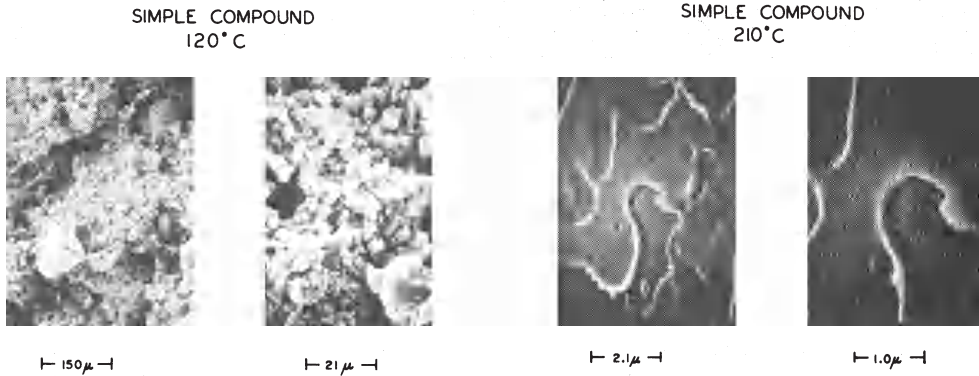 SIMPLE COMPOUND
120°C
SIMPLE COMPOUND
210°C
150μ
21μ
2.1μ
1.0μ